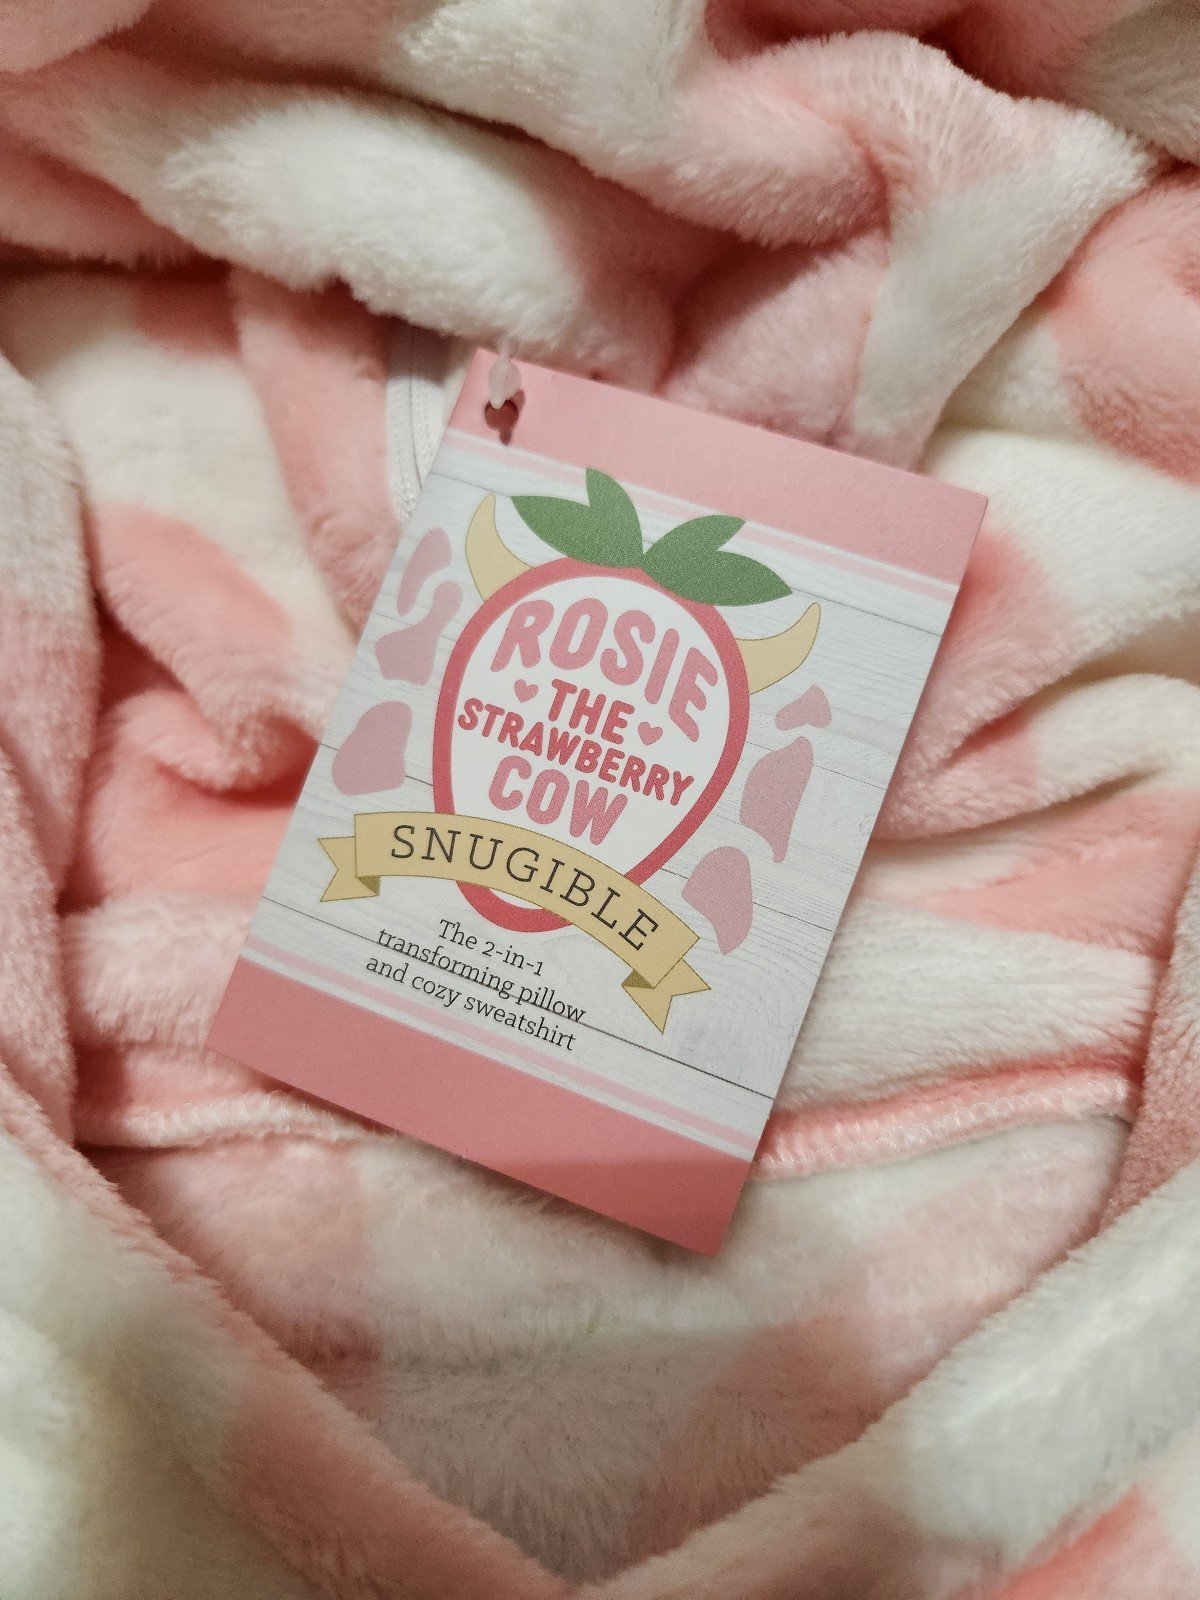 ROSIE
THE
STRAWBERRY
COW
SNUGIBLE
The 2-in-1
transforming pillow
and cozy sweatshirt